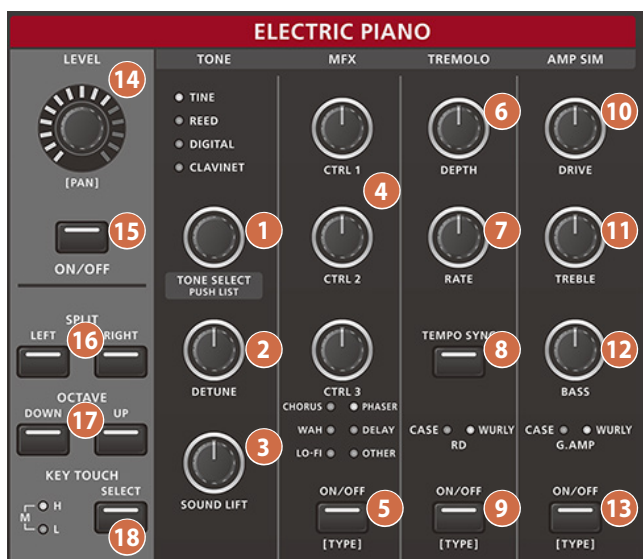 ELECTRIC PIANO
LEVEL TONE MFX TREMOLO AMP SIM
14
[PAN]
15
ON/OFF
SPLIT
LEFT 16 RIGHT
OCTAVE
DOWN 17 UP
KEY TOUCH
SELECT
M H
L
18
TINE
REED
DIGITAL
CLAVINET
1
TONE SELECT
PUSH LIST
2
DETUNE
3
SOUND LIFT
CTRL 1
4
CTRL 2
CTRL 3
CHORUS PHASER
WAH DELAY
LO-FI OTHER
ON/OFF
5
[TYPE]
6
DEPTH
7
RATE
TEMPO SYNC
8
CASE WURLY
RD
ON/OFF
9
[TYPE]
10
DRIVE
11
TREBLE
12
BASS
CASE WURLY
G.AMP
ON/OFF
13
[TYPE]